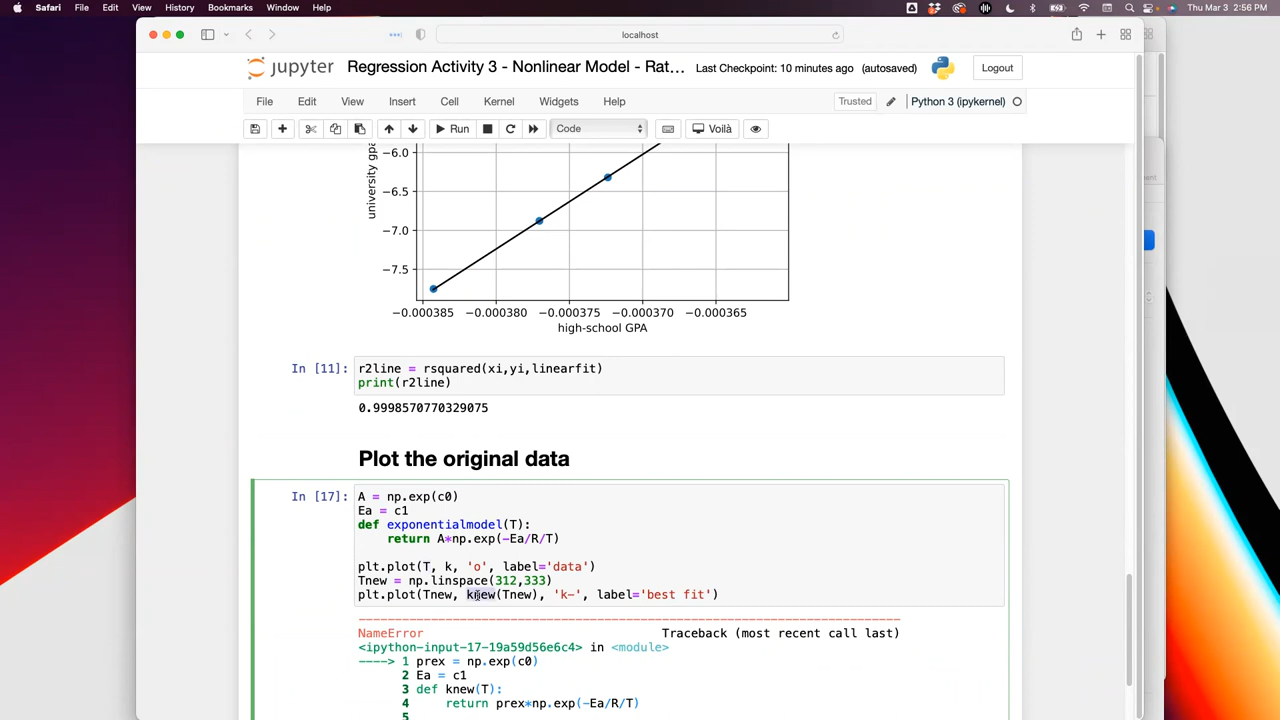 Safari File Edit View History Bookmarks Window Help Thu Mar 3 2:56 PM
localhost
jupyter Regression Activity 3 - Nonlinear Model - Rat... Last Checkpoint: 10 minutes ago (autosaved) Logout
File Edit View Insert Cell Kernel Widgets Help Trusted Python 3 (ipykernel)
Run Code Voilà
−6.0
−6.5
−7.0
−7.5
university gpa
−0.000385 −0.000380 −0.000375 −0.000370 −0.000365
high-school GPA
In [11]: r2line = rsquared(xi,yi,linearfit)
print(r2line)
0.9998570770329075
Plot the original data
In [17]: A = np.exp(c0)
Ea = c1
def exponentialmodel(T):
return A*np.exp(-Ea/R/T)
plt.plot(T, k, 'o', label='data')
Tnew = np.linspace(312,333)
plt.plot(Tnew, knew(Tnew), 'k-', label='best fit')
NameError Traceback (most recent call last)
<ipython-input-17-19a59d56e6c4> in <module>
----> 1 prex = np.exp(c0)
2 Ea = c1
3 def knew(T):
4 return prex*np.exp(-Ea/R/T)
5